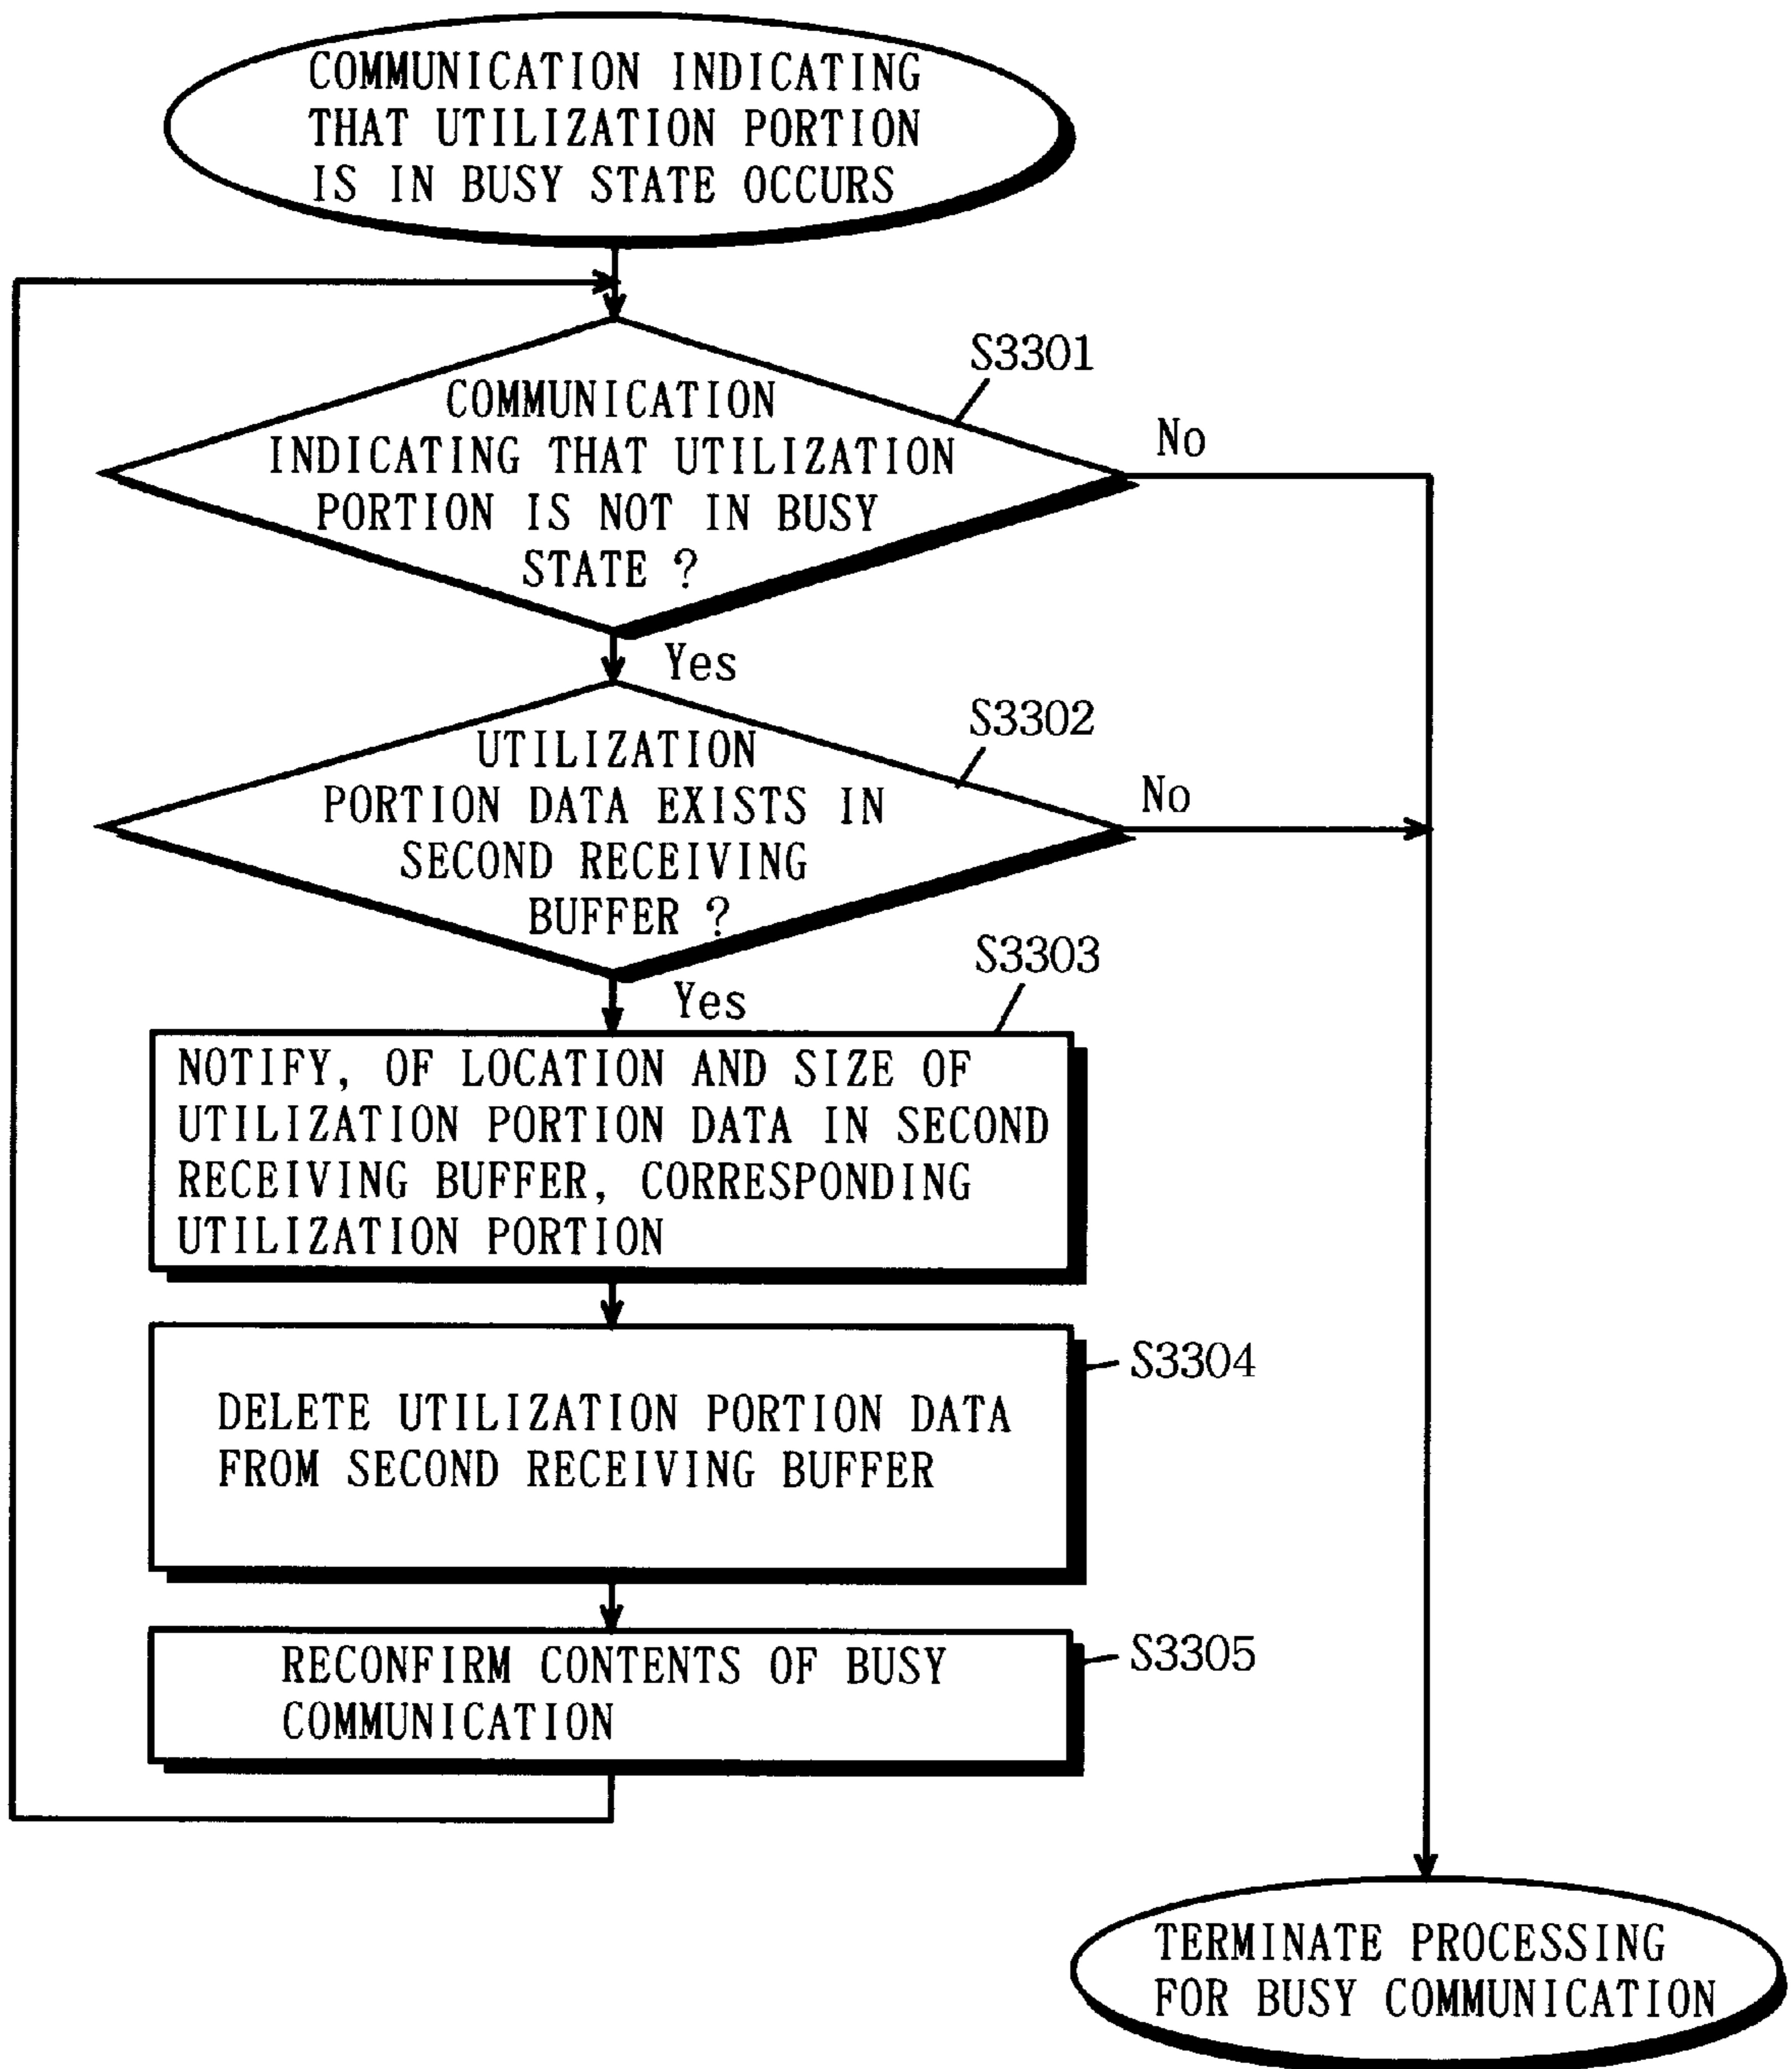 COMMUNICATION INDICATING
THAT UTILIZATION PORTION
IS IN BUSY STATE OCCURS
S3301
COMMUNICATION
INDICATING THAT UTILIZATION
PORTION IS NOT IN BUSY
STATE ?
No
Yes
S3302
UTILIZATION
PORTION DATA EXISTS IN
SECOND RECEIVING
BUFFER ?
No
Yes
S3303
NOTIFY, OF LOCATION AND SIZE OF
UTILIZATION PORTION DATA IN SECOND
RECEIVING BUFFER, CORRESPONDING
UTILIZATION PORTION
S3304
DELETE UTILIZATION PORTION DATA
FROM SECOND RECEIVING BUFFER
S3305
RECONFIRM CONTENTS OF BUSY
COMMUNICATION
TERMINATE PROCESSING
FOR BUSY COMMUNICATION